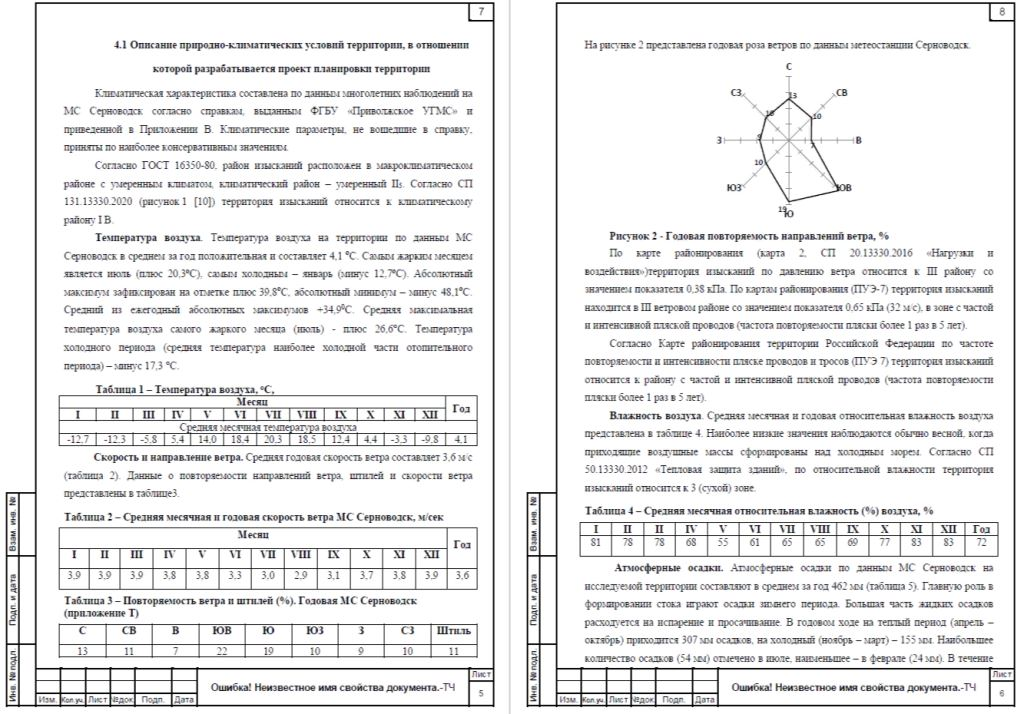 7
4.1 Описание природно-климатических условий территории, в отношении
которой разрабатывается проект планировки территории
Климатическая характеристика составлена по данным многолетних наблюдений на
МС Серноводск согласно справкам, выданным ФГБУ «Приволжское УГМС» и
приведенной в Приложении В. Климатические параметры, не вошедшие в справку,
приняты по наиболее консервативным значениям.
Согласно ГОСТ 16350-80, район изысканий расположен в макроклиматическом
районе с умеренным климатом, климатический район – умеренный II₅. Согласно СП
131.13330.2020 (рисунок 1 [10]) территория изысканий относится к климатическому
району I В.
Температура воздуха. Температура воздуха на территории по данным МС
Серноводск в среднем за год положительная и составляет 4,1 ⁰С. Самым жарким месяцем
является июль (плюс 20,3⁰С), самым холодным – январь (минус 12,7⁰С). Абсолютный
максимум зафиксирован на отметке плюс 39,8⁰С, абсолютный минимум – минус 48,1⁰С.
Средний из ежегодный абсолютных максимумов +34,9⁰С. Средняя максимальная
температура воздуха самого жаркого месяца (июль) - плюс 26,6⁰С. Температура
холодного периода (средняя температура наиболее холодной части отопительного
периода) – минус 17,3 ⁰С.
Таблица 1 – Температура воздуха, ⁰С,
Месяц Год
I II III IV V VI VII VIII IX X XI XII
Средняя месячная температура воздуха
-12.7 -12.3 -5.8 5.4 14.0 18.4 20.3 18.5 12.4 4.4 -3.3 -9.8 4,1
Скорость и направление ветра. Средняя годовая скорость ветра составляет 3,6 м/с
(таблица 2). Данные о повторяемости направлений ветра, штилей и скорости ветра
представлены в таблице3.
Таблица 2 – Средняя месячная и годовая скорость ветра МС Серноводск, м/сек
Месяц Год
I II III IV V VI VII VIII IX X XI XII
3,9 3,9 3,9 3,8 3,8 3,3 3,0 2,9 3,1 3,7 3,8 3,9 3,6
Таблица 3 – Повторяемость ветра и штилей (%). Годовая МС Серноводск
(приложение Т)
С СВ В ЮВ Ю ЮЗ З СЗ Штиль
13 11 7 22 19 10 9 10 11
Взам. инв. №
Подп. и дата
Инв. № подл.
Изм. Кол.уч. Лист №док. Подп. Дата
Ошибка! Неизвестное имя свойства документа.-ТЧ
Лист
5
8
На рисунке 2 представлена годовая роза ветров по данным метеостанции Серноводск.
С
СЗ 13 СВ
10 10
З 9 7 В
10
ЮЗ ЮВ
19
Ю
Рисунок 2 - Годовая повторяемость направлений ветра, %
По карте районирования (карта 2, СП 20.13330.2016 «Нагрузки и
воздействия»)территория изысканий по давлению ветра относится к III району со
значением показателя 0,38 кПа. По картам районирования (ПУЭ-7) территория изысканий
находится в III ветровом районе со значением показателя 0,65 кПа (32 м/с), в зоне с частой
и интенсивной пляской проводов (частота повторяемости пляски более 1 раз в 5 лет).
Согласно Карте районирования территории Российской Федерации по частоте
повторяемости и интенсивности пляске проводов и тросов (ПУЭ 7) территория изысканий
относится к району с частой и интенсивной пляской проводов (частота повторяемости
пляски более 1 раз в 5 лет).
Влажность воздуха. Средняя месячная и годовая относительная влажность воздуха
представлена в таблице 4. Наиболее низкие значения наблюдаются обычно весной, когда
приходящие воздушные массы сформированы над холодным морем. Согласно СП
50.13330.2012 «Тепловая защита зданий», по относительной влажности территория
изысканий относится к 3 (сухой) зоне.
Таблица 4 – Средняя месячная относительная влажность (%) воздуха, %
I II II IV V VI VII VIII IX X XI XII Год
81 78 78 68 55 61 65 65 69 77 83 83 72
Атмосферные осадки. Атмосферные осадки по данным МС Серноводск на
исследуемой территории составляют в среднем за год 462 мм (таблица 5). Главную роль в
формировании стока играют осадки зимнего периода. Большая часть жидких осадков
расходуется на испарение и просачивание. В годовом ходе на теплый период (апрель –
октябрь) приходится 307 мм осадков, на холодный (ноябрь – март) – 155 мм. Наибольшее
количество осадков (54 мм) отмечено в июле, наименьшее – в феврале (24 мм). В течение
Взам. инв. №
Подп. и дата
Инв. № подл.
Изм. Кол.уч. Лист №док. Подп. Дата
Ошибка! Неизвестное имя свойства документа.-ТЧ
Лист
6